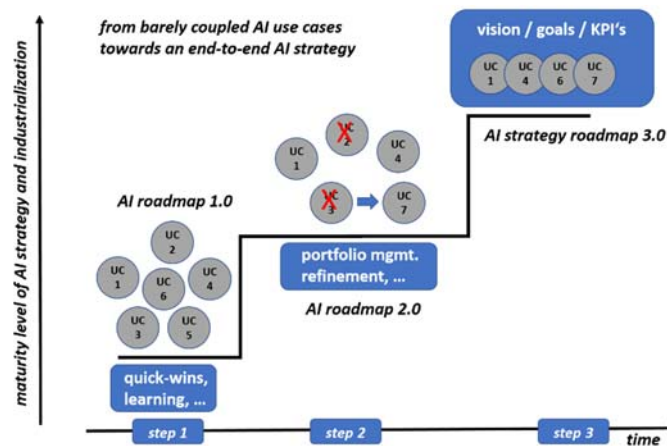 from barely coupled AI use cases
towards an end-to-end AI strategy
vision / goals / KPI's
UC
1
UC
4
UC
6
UC
7
AI strategy roadmap 3.0
UC
1
UC
2
UC
4
UC
3
UC
7
portfolio mgmt.
refinement, ...
AI roadmap 2.0
AI roadmap 1.0
UC
2
UC
1
UC
6
UC
4
UC
3
UC
5
quick-wins,
learning, ...
maturity level of AI strategy and industrialization
step 1
step 2
step 3
time